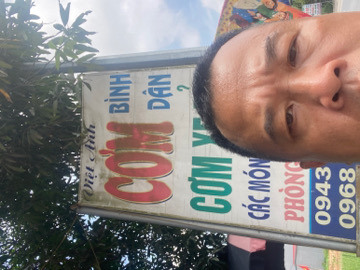 Việt Anh
CƠM BÌNH DÂN
CƠM
CÁC MÓN
PHÒNG
0943
0968